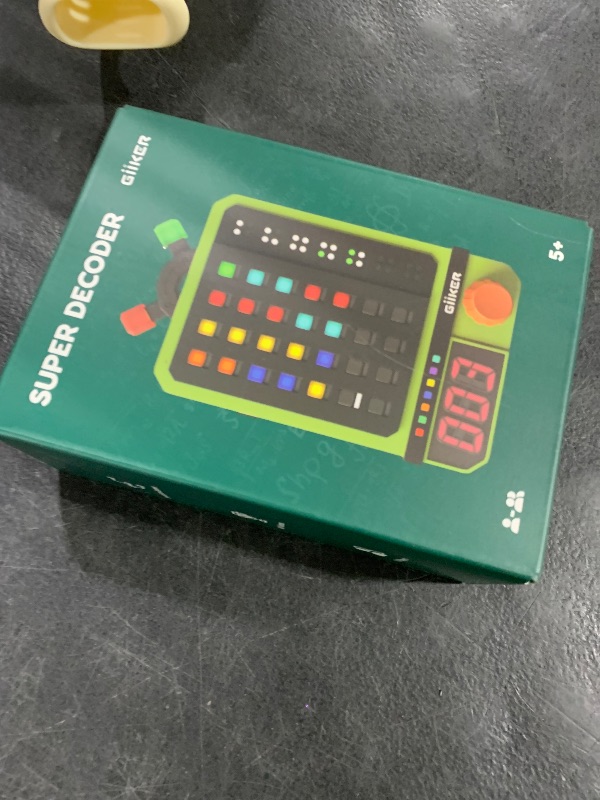 GiiKER
SUPER DECODER
5+
GiiKER
003